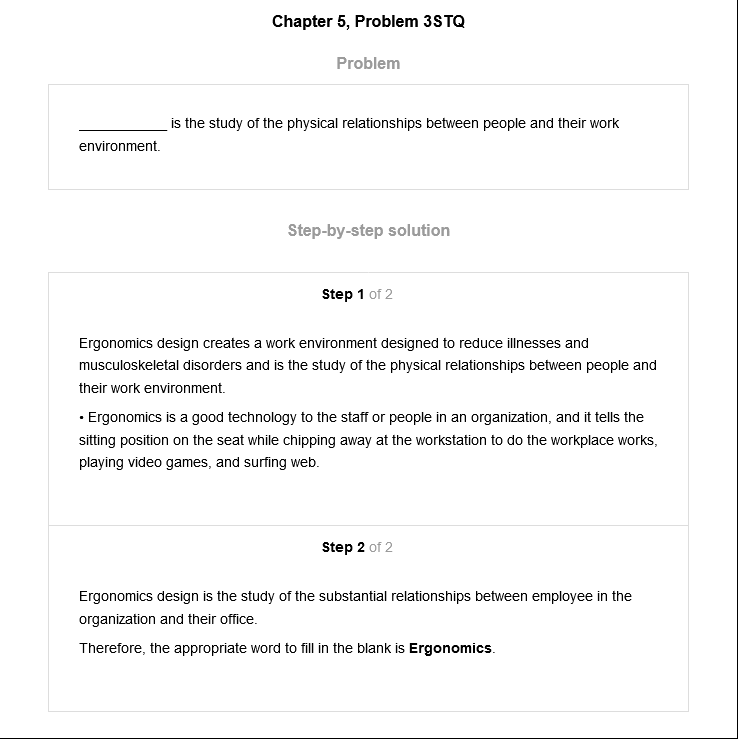 Chapter 5, Problem 3STQ
Problem
___________ is the study of the physical relationships between people and their work
environment.
Step-by-step solution
Step 1 of 2
Ergonomics design creates a work environment designed to reduce illnesses and
musculoskeletal disorders and is the study of the physical relationships between people and
their work environment.
• Ergonomics is a good technology to the staff or people in an organization, and it tells the
sitting position on the seat while chipping away at the workstation to do the workplace works,
playing video games, and surfing web.
Step 2 of 2
Ergonomics design is the study of the substantial relationships between employee in the
organization and their office.
Therefore, the appropriate word to fill in the blank is Ergonomics.